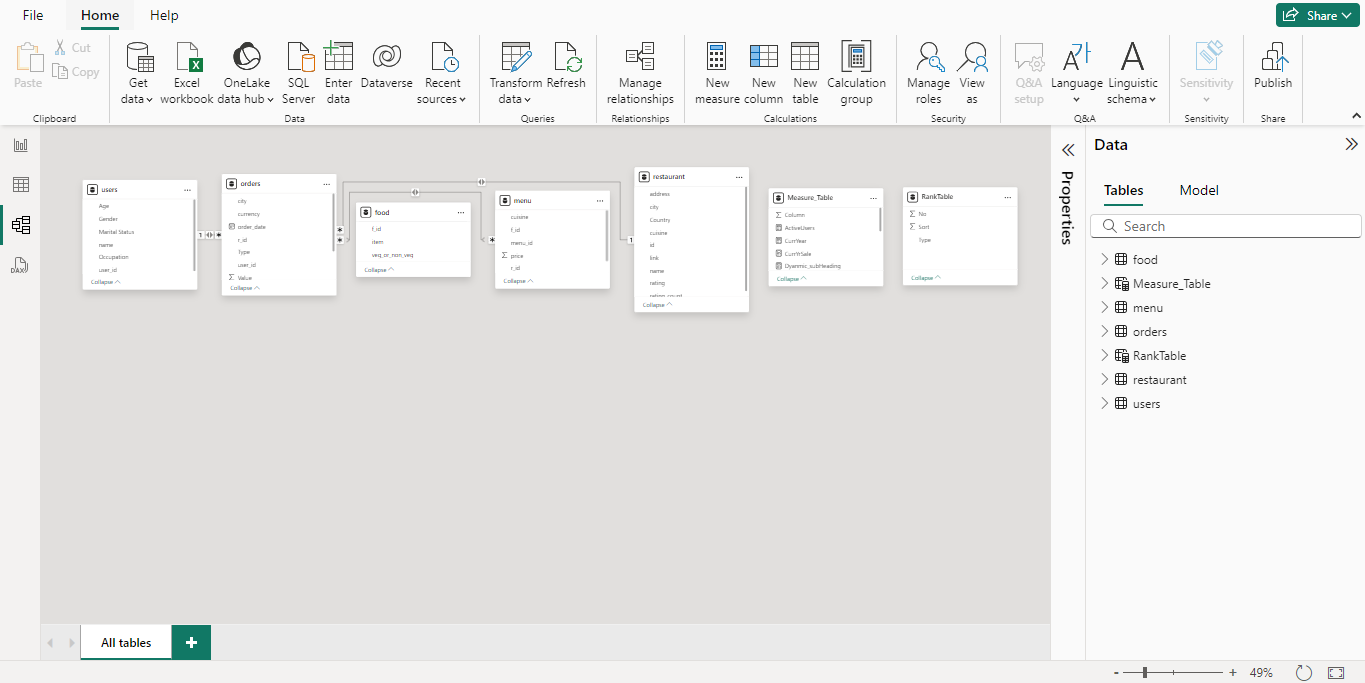 File Home Help Share
Paste Cut Copy
Get data
Excel workbook
OneLake data hub
SQL Server
Enter data
Dataverse
Recent sources
Transform data
Refresh
Manage relationships
New measure
New column
New table
Calculation group
Manage roles
View as
Q&A setup
Language
Linguistic schema
Sensitivity
Publish
Clipboard Data Queries Relationships Calculations Security Q&A Sensitivity Share
users
Age
Gender
Marital Status
name
Occupation
user_id
Collapse
1
*
orders
city
currency
order_date
r_id
Type
user_id
Value
Collapse
*
*
food
f_id
item
veg_or_non_veg
Collapse
*
menu
cuisine
f_id
menu_id
price
r_id
Collapse
1
restaurant
address
city
Country
cuisine
id
link
name
rating
rating_count
Collapse
Measure_Table
Column
ActiveUsers
CurrYear
CurrYrSale
Dyanmic_subHeading
Collapse
RankTable
No
Sort
Type
Collapse
Properties
Data
Tables Model
Search
food
Measure_Table
menu
orders
RankTable
restaurant
users
DAX
All tables +
- + 49%